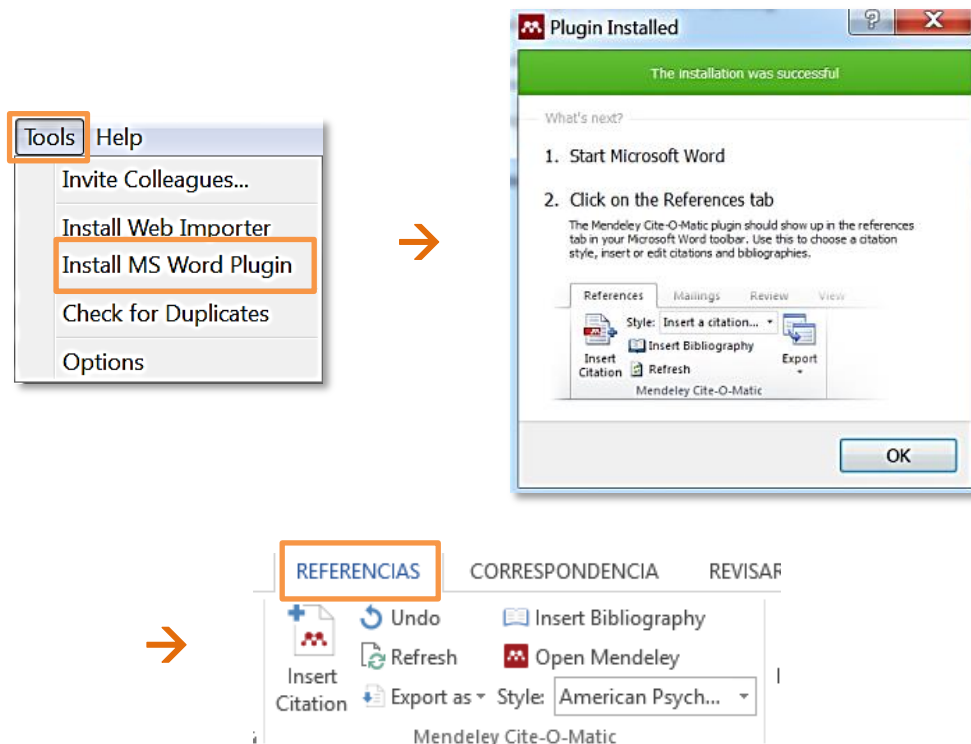 Tools Help
Invite Colleagues...
Install Web Importer
Install MS Word Plugin
Check for Duplicates
Options
Plugin Installed
The installation was successful
What's next?
1. Start Microsoft Word
2. Click on the References tab
The Mendeley Cite-O-Matic plugin should show up in the references
tab in your Microsoft Word toolbar. Use this to choose a citation
style, insert or edit citations and bibliographies.
References Mailings Review View
Style: Insert a citation...
Insert Bibliography
Insert
Citation
Refresh
Export
Mendeley Cite-O-Matic
OK
REFERENCIAS CORRESPONDENCIA REVISAR
Undo Insert Bibliography
Refresh Open Mendeley
Insert
Citation
Export as Style: American Psych...
Mendeley Cite-O-Matic